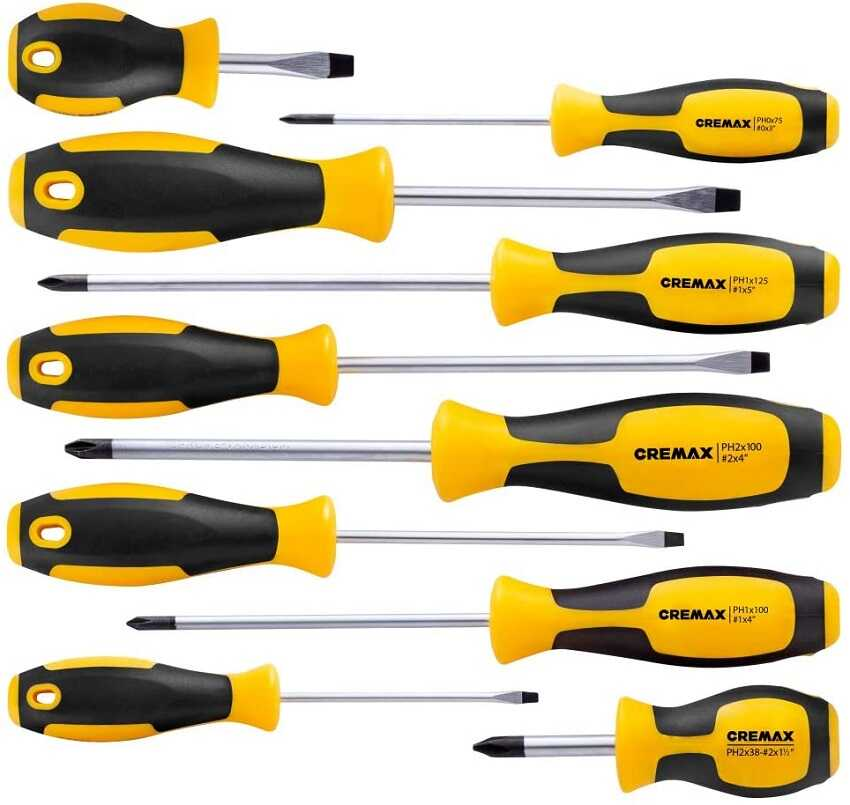 CREMAX PH0x75
#0x3"
CREMAX PH1x125
#1x5"
CREMAX PH2x100
#2x4"
CREMAX PH1x100
#1x4"
CREMAX
PH2x38-#2x1½"